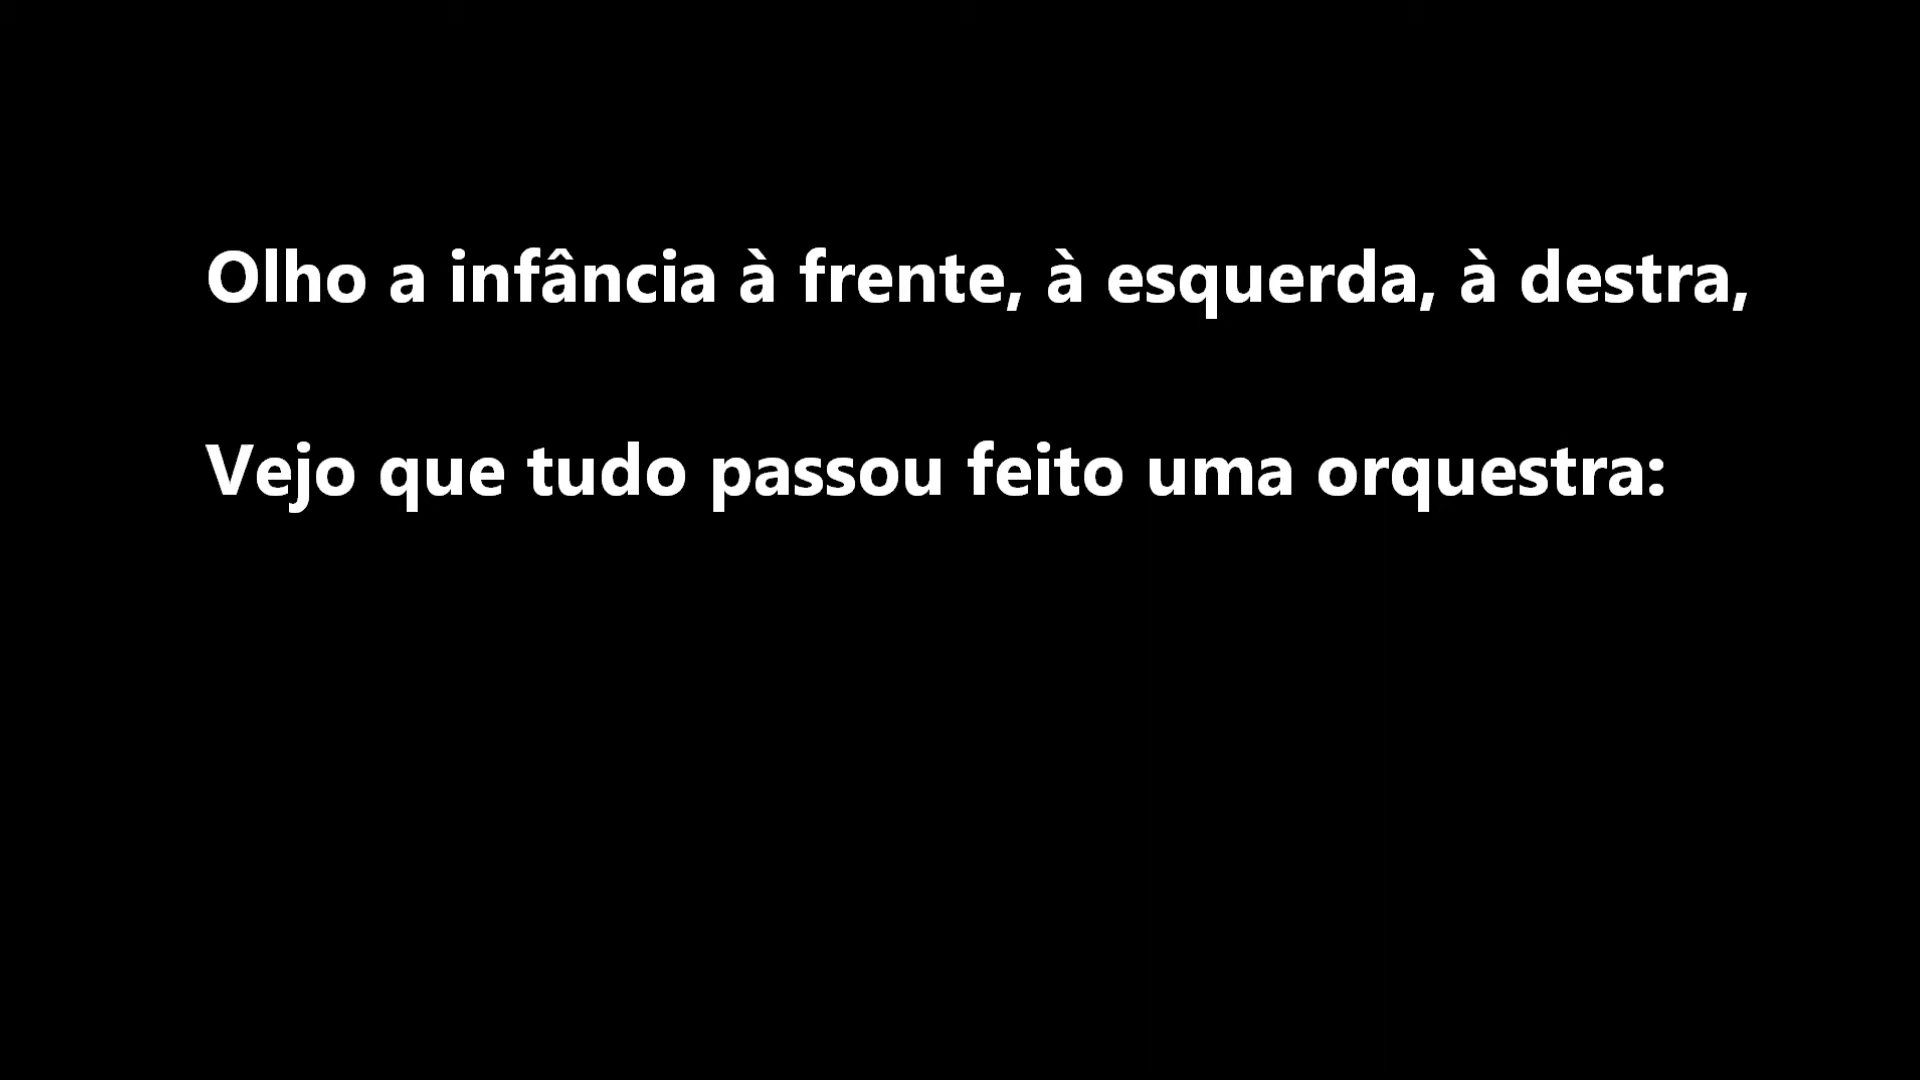 Olho a infância à frente, à esquerda, à destra,
Vejo que tudo passou feito uma orquestra: